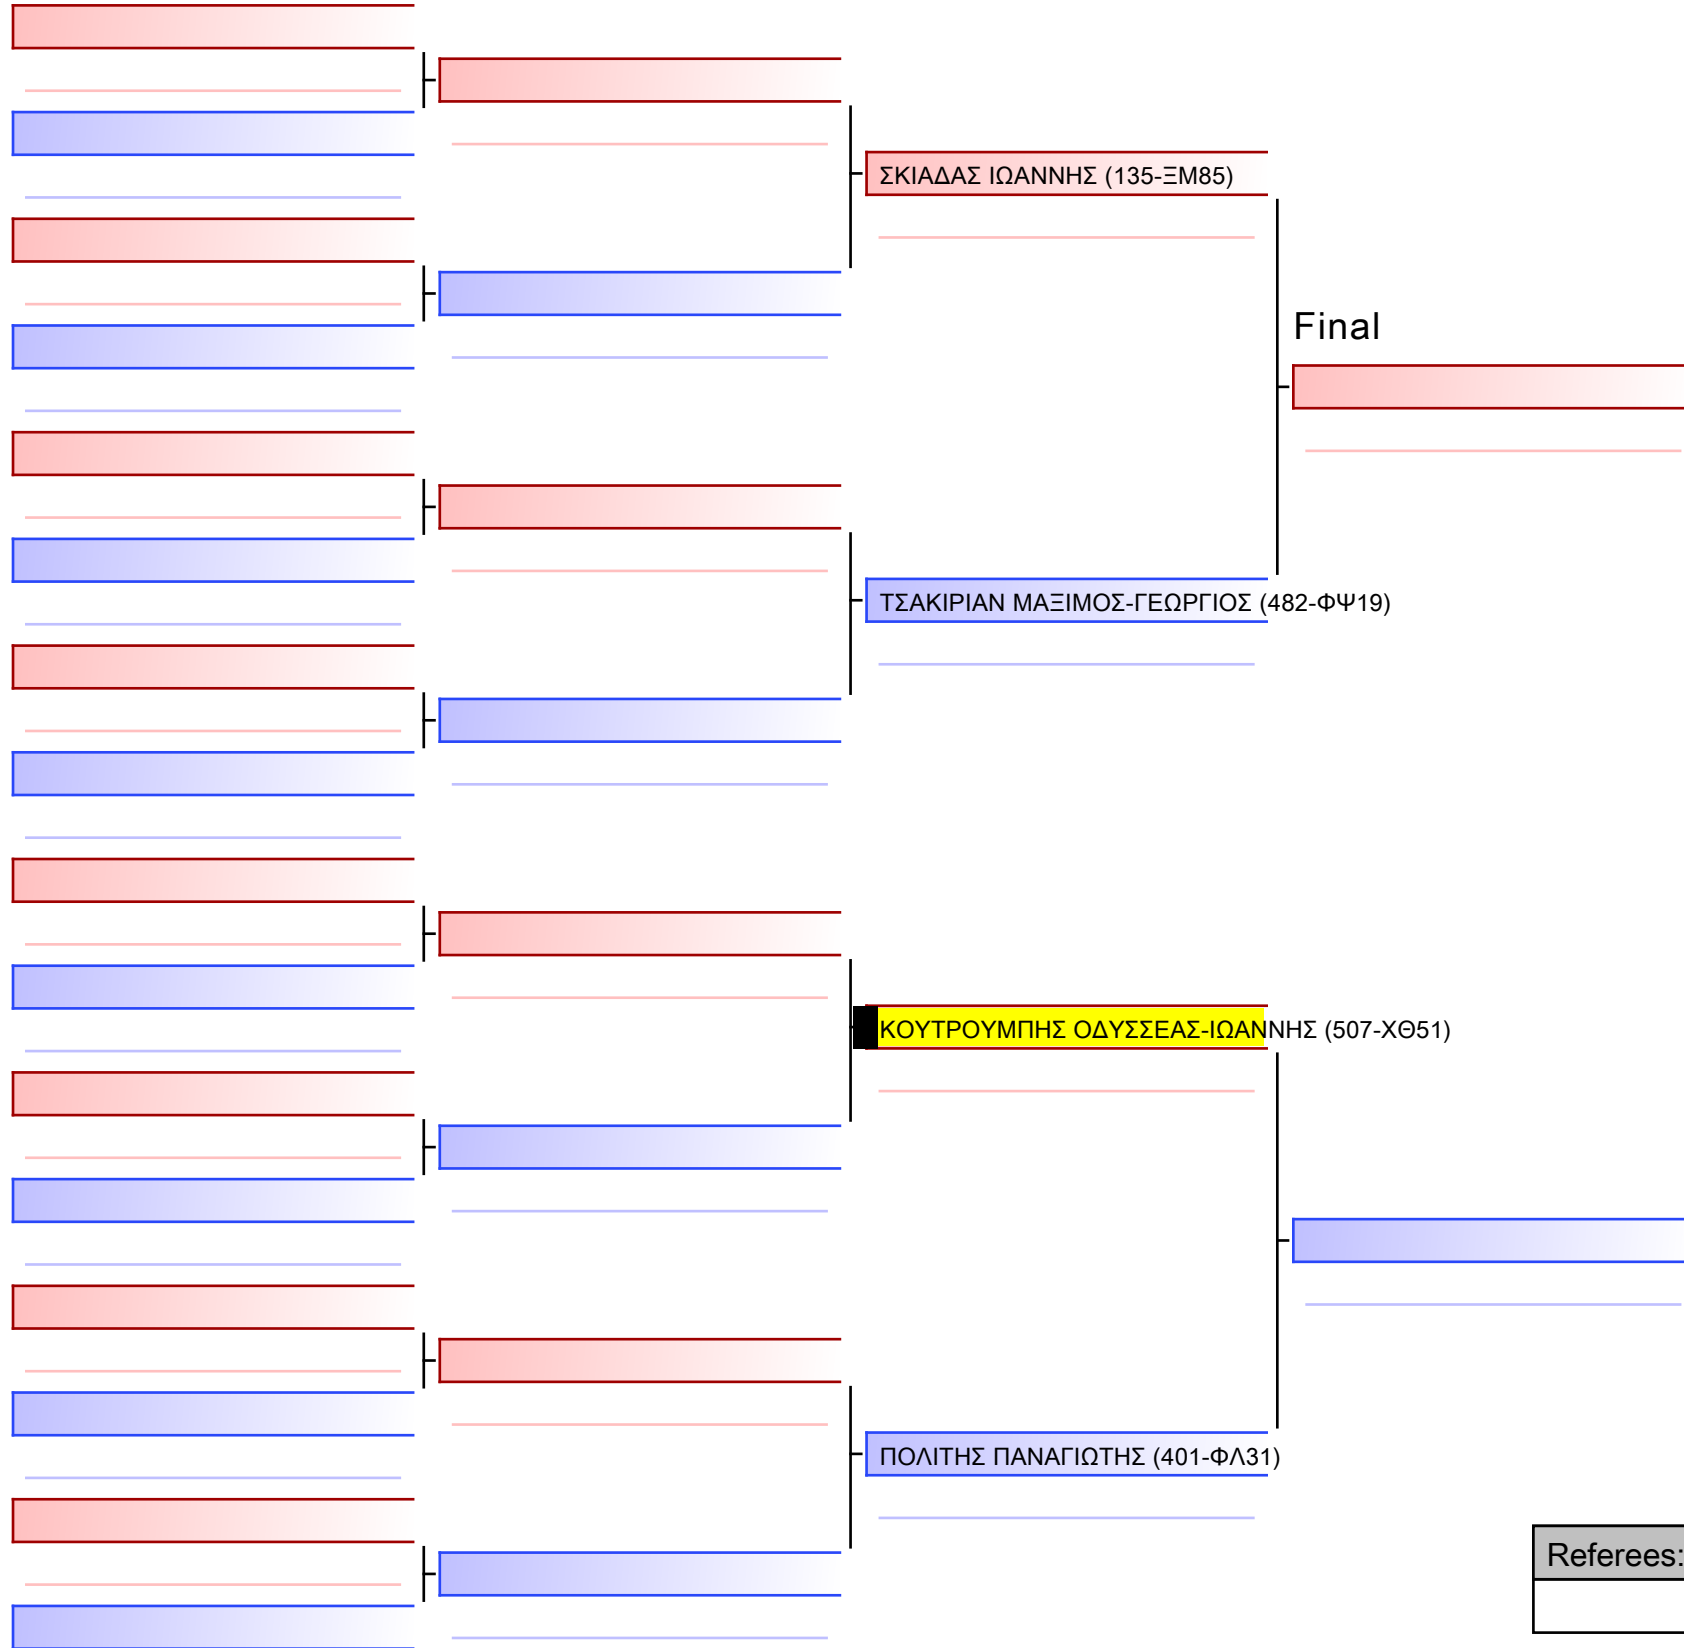 ΣΚΙΑΔΑΣ ΙΩΑΝΝΗΣ (135-ΞΜ85)
Final
ΤΣΑΚΙΡΙΑΝ ΜΑΞΙΜΟΣ-ΓΕΩΡΓΙΟΣ (482-ΦΨ19)
ΚΟΥΤΡΟΥΜΠΗΣ ΟΔΥΣΣΕΑΣ-ΙΩΑΝΝΗΣ (507-ΧΘ51)
ΠΟΛΙΤΗΣ ΠΑΝΑΓΙΩΤΗΣ (401-ΦΛ31)
Referees: